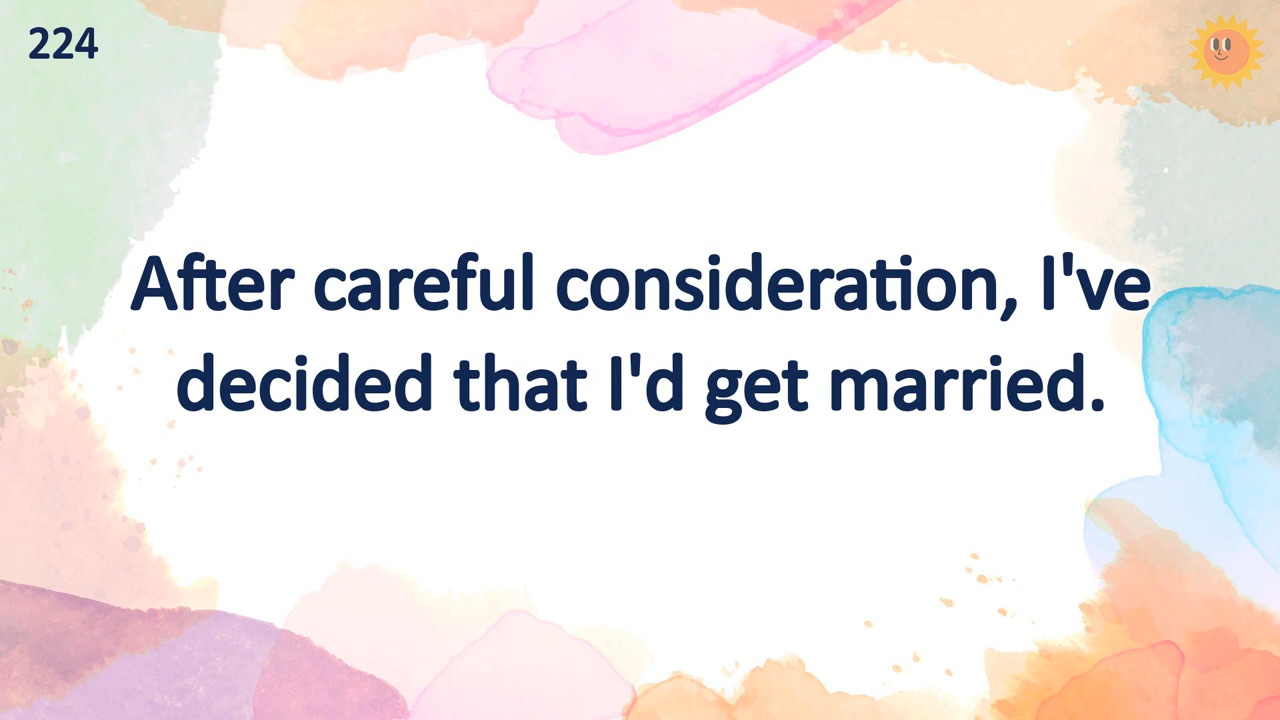 224
After careful consideration, I've
decided that I'd get married.